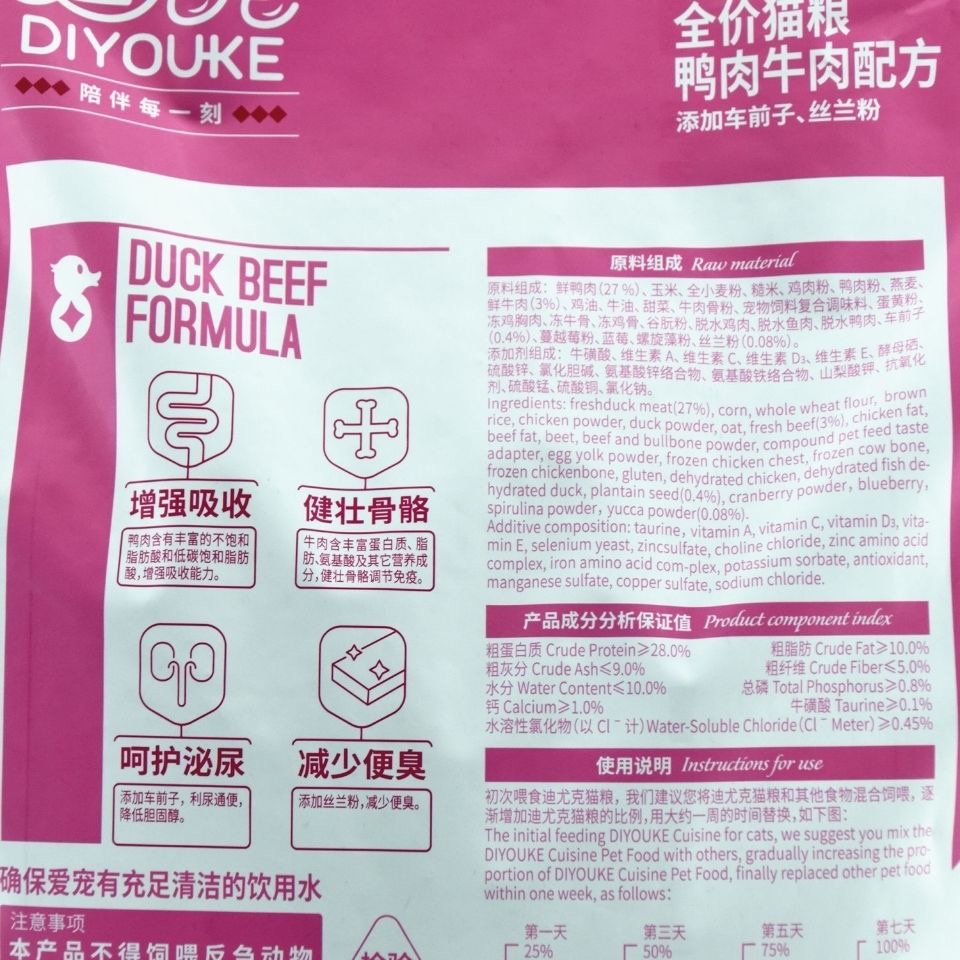 DIYOUKE
陪伴每一刻
全价猫粮
鸭肉牛肉配方
添加车前子、丝兰粉
DUCK BEEF
FORMULA
增强吸收
鸭肉含有丰富的不饱和
脂肪酸和低碳饱和脂肪
酸,增强吸收能力。
健壮骨骼
牛肉含丰富蛋白质、脂
肪、氨基酸及其它营养成
分,健壮骨骼调节免疫。
呵护泌尿
添加车前子,利尿通便,
降低胆固醇。
减少便臭
添加丝兰粉,减少便臭。
确保爱宠有充足清洁的饮用水
注意事项
本产品不得饲喂反刍动物
检验
原料组成 Raw material
原料组成:鲜鸭肉(27%)、玉米、全小麦粉、糙米、鸡肉粉、鸭肉粉、燕麦、
鲜牛肉(3%)、鸡油、牛油、甜菜、牛肉骨粉、宠物饲料复合调味料、蛋黄粉、
冻鸡胸肉、冻牛骨、冻鸡骨、谷朊粉、脱水鸡肉、脱水鱼肉、脱水鸭肉、车前子
(0.4%)、蔓越莓粉、蓝莓、螺旋藻粉、丝兰粉(0.08%)。
添加剂组成:牛磺酸、维生素 A、维生素 C、维生素 D₃、维生素 E、酵母硒、
硫酸锌、氯化胆碱、氨基酸锌络合物、氨基酸铁络合物、山梨酸钾、抗氧化
剂、硫酸锰、硫酸铜、氯化钠。
Ingredients: freshduck meat(27%), corn, whole wheat flour, brown
rice, chicken powder, duck powder, oat, fresh beef(3%), chicken fat,
beef fat, beet, beef and bullbone powder, compound pet feed taste
adapter, egg yolk powder, frozen chicken chest, frozen cow bone,
frozen chickenbone, gluten, dehydrated chicken, dehydrated fish de-
hydrated duck, plantain seed(0.4%), cranberry powder, blueberry,
spirulina powder, yucca powder(0.08%).
Additive composition: taurine, vitamin A, vitamin C, vitamin D₃, vita-
min E, selenium yeast, zincsulfate, choline chloride, zinc amino acid
complex, iron amino acid com-plex, potassium sorbate, antioxidant,
manganese sulfate, copper sulfate, sodium chloride.
产品成分分析保证值 Product component index
粗蛋白质 Crude Protein≥28.0% 粗脂肪 Crude Fat≥10.0%
粗灰分 Crude Ash≤9.0% 粗纤维 Crude Fiber≤5.0%
水分 Water Content≤10.0% 总磷 Total Phosphorus≥0.8%
钙 Calcium≥1.0% 牛磺酸 Taurine≥0.1%
水溶性氯化物(以 Cl⁻ 计)Water-Soluble Chloride(Cl⁻ Meter)≥0.45%
使用说明 Instructions for use
初次喂食迪尤克猫粮,我们建议您将迪尤克猫粮和其他食物混合饲喂,逐
渐增加迪尤克猫粮的比例,用大约一周的时间替换,如下图:
The initial feeding DIYOUKE Cuisine for cats, we suggest you mix the
DIYOUKE Cuisine Pet Food with others, gradually increasing the pro-
portion of DIYOUKE Cuisine Pet Food, finally replaced other pet food
within one week, as follows:
第一天 第三天 第五天 第七天
25% 50% 75% 100%